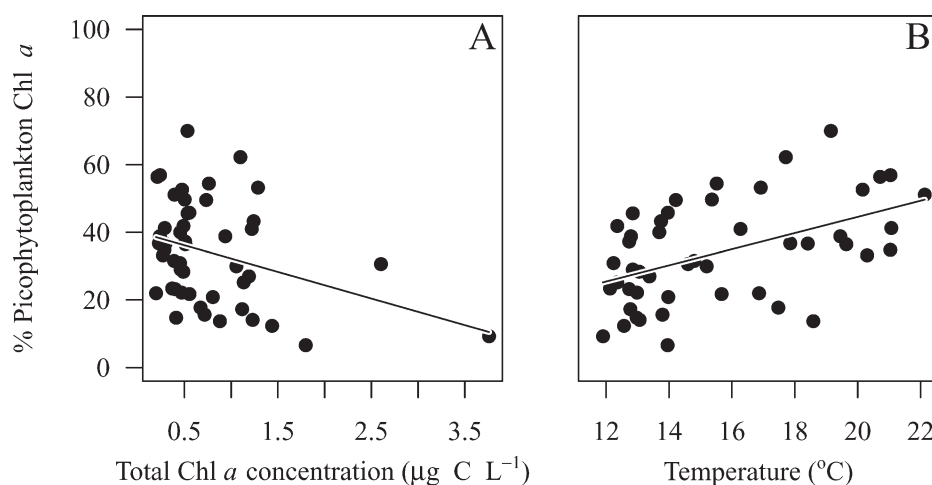 % Picophytoplankton Chl a
100
80
60
40
20
0
A
0.5 1.5 2.5 3.5
Total Chl a concentration (μg C L⁻¹)
B
12 14 16 18 20 22
Temperature (°C)